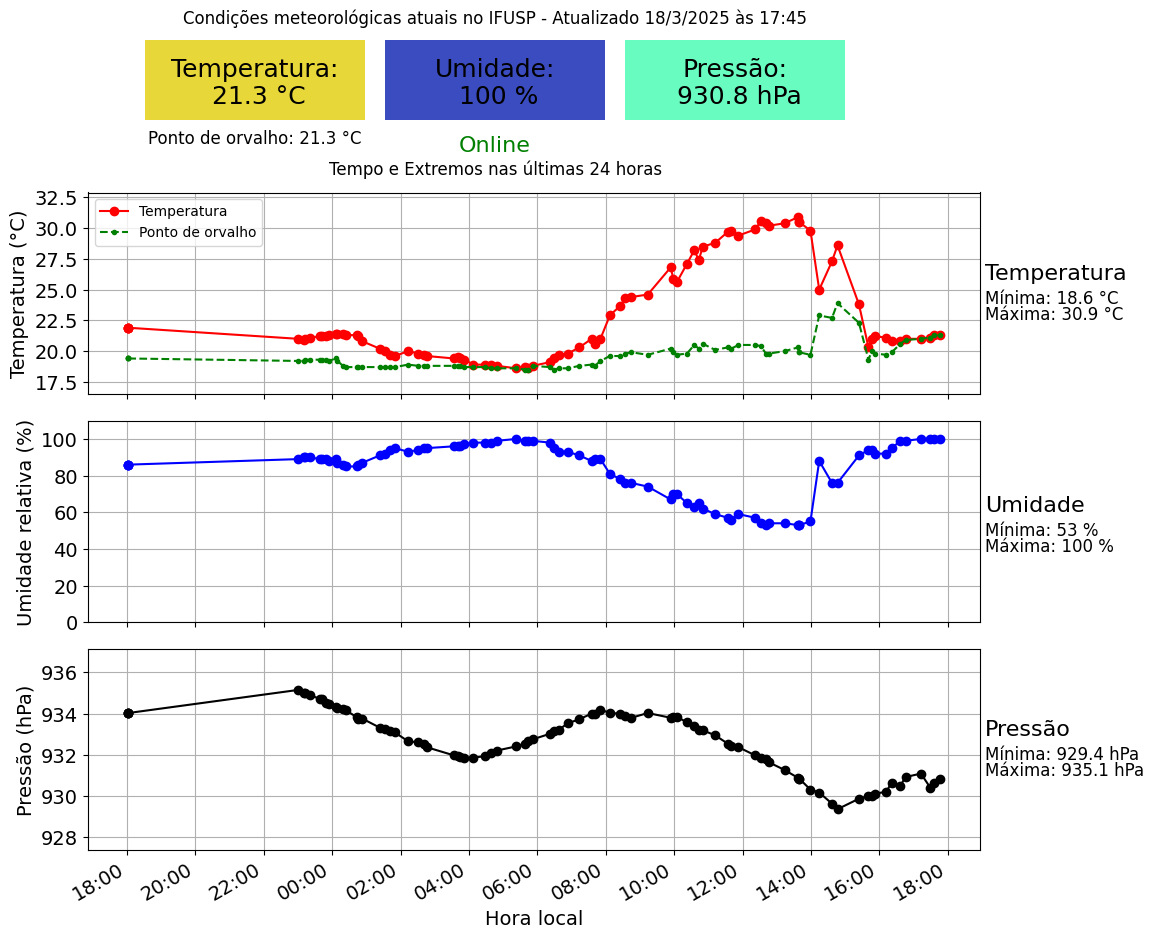 Condições meteorológicas atuais no IFUSP - Atualizado 18/3/2025 às 17:45
Temperatura:
21.3 °C
Umidade:
100 %
Pressão:
930.8 hPa
Ponto de orvalho: 21.3 °C
Online
Tempo e Extremos nas últimas 24 horas
Temperatura (°C)
32.5
30.0
27.5
25.0
22.5
20.0
17.5
Temperatura
Ponto de orvalho
Temperatura
Mínima: 18.6 °C
Máxima: 30.9 °C
Umidade relativa (%)
100
80
60
40
20
0
Umidade
Mínima: 53 %
Máxima: 100 %
Pressão (hPa)
936
934
932
930
928
Pressão
Mínima: 929.4 hPa
Máxima: 935.1 hPa
18:00
20:00
22:00
00:00
02:00
04:00
06:00
08:00
10:00
12:00
14:00
16:00
18:00
Hora local